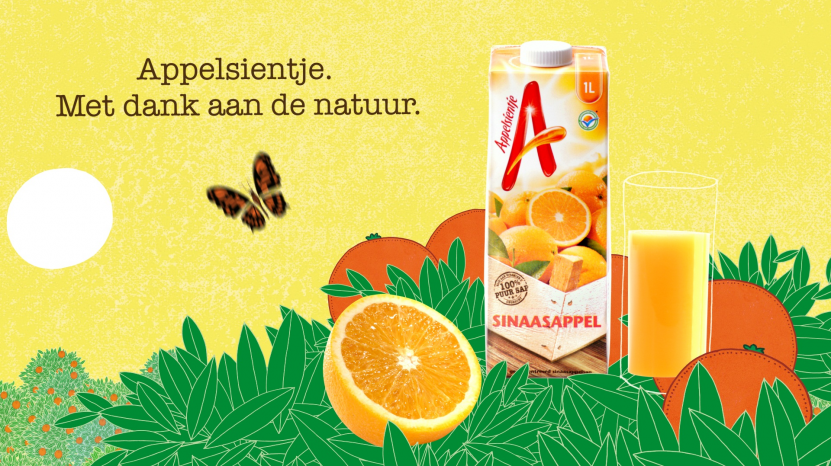 Appelsientje.
Met dank aan de natuur.
1L
Appelsientje
100%
PUUR SAP
SINAASAPPEL